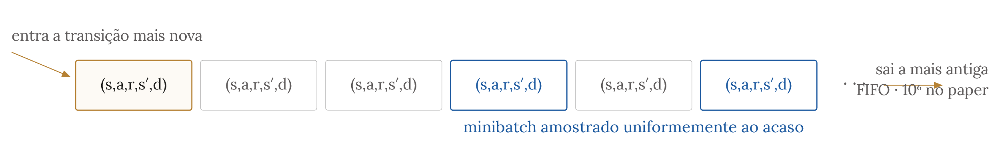 entra a transição mais nova
(s,a,r,s′,d)
(s,a,r,s′,d)
(s,a,r,s′,d)
(s,a,r,s′,d)
(s,a,r,s′,d)
(s,a,r,s′,d)
· · ·
sai a mais antiga
FIFO · 10⁶ no paper
minibatch amostrado uniformemente ao acaso